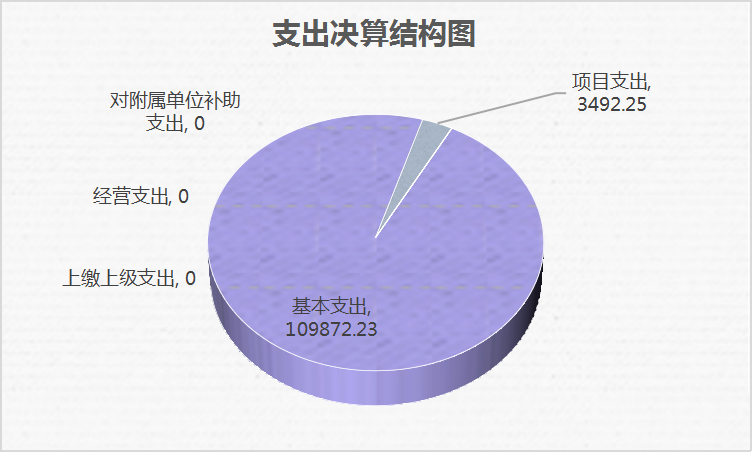 支出决算结构图
项目支出,
3492.25
对附属单位补助
支出, 0
经营支出, 0
上缴上级支出, 0
基本支出,
109872.23